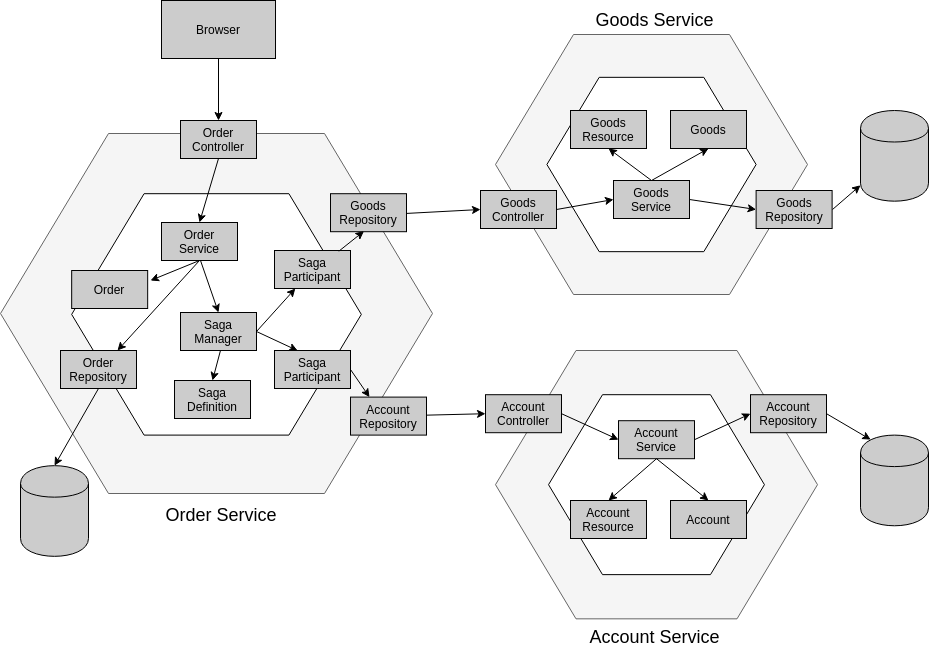 Goods Service
Browser
Order
Controller
Goods
Resource
Goods
Goods
Service
Goods
Controller
Goods
Repository
Goods
Repository
Order
Service
Saga
Participant
Order
Saga
Manager
Saga
Participant
Order
Repository
Saga
Definition
Account
Repository
Order Service
Account
Controller
Account
Service
Account
Repository
Account
Resource
Account
Account Service